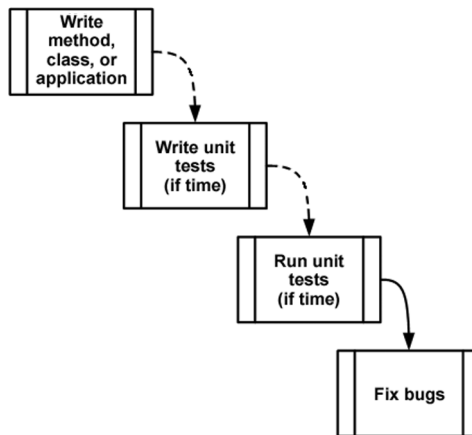 Write
method,
class, or
application
Write unit
tests
(if time)
Run unit
tests
(if time)
Fix bugs